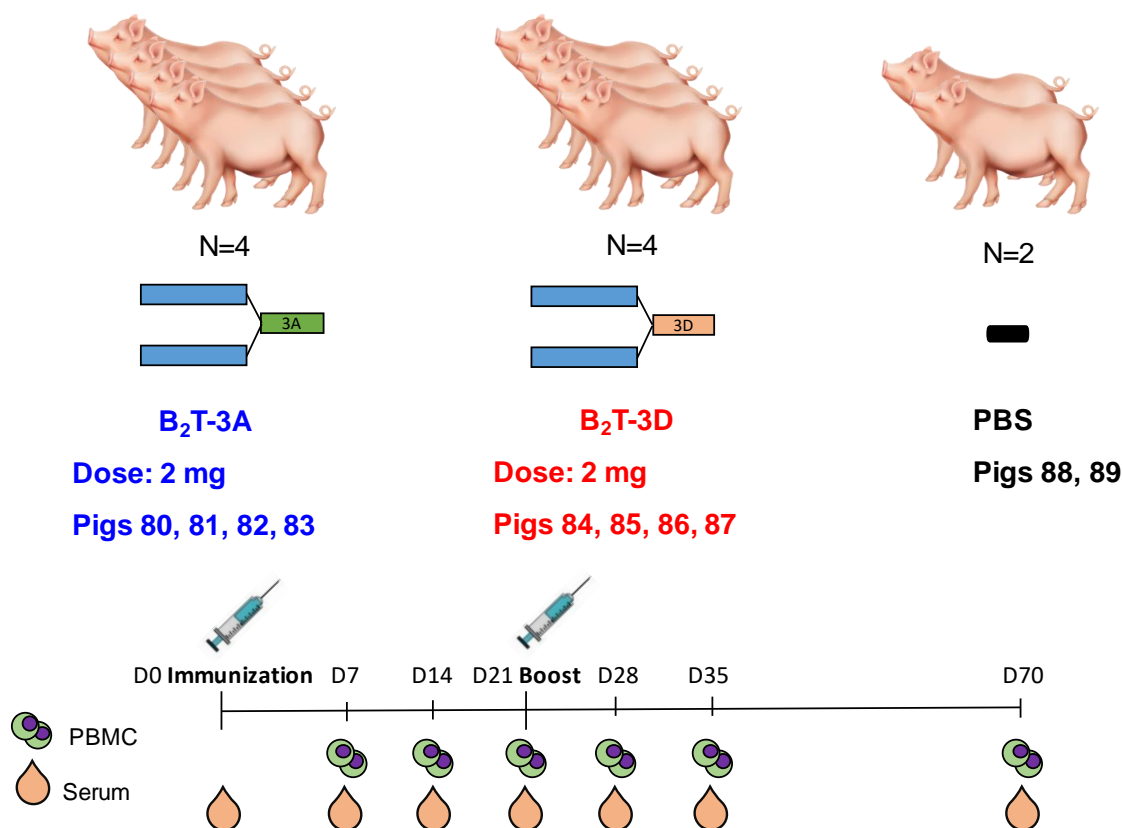 N=4
N=4
N=2
3A
3D
B₂T-3A
B₂T-3D
PBS
Dose: 2 mg
Dose: 2 mg
Pigs 88, 89
Pigs 80, 81, 82, 83
Pigs 84, 85, 86, 87
D0 Immunization D7 D14 D21 Boost D28 D35 D70
PBMC
Serum